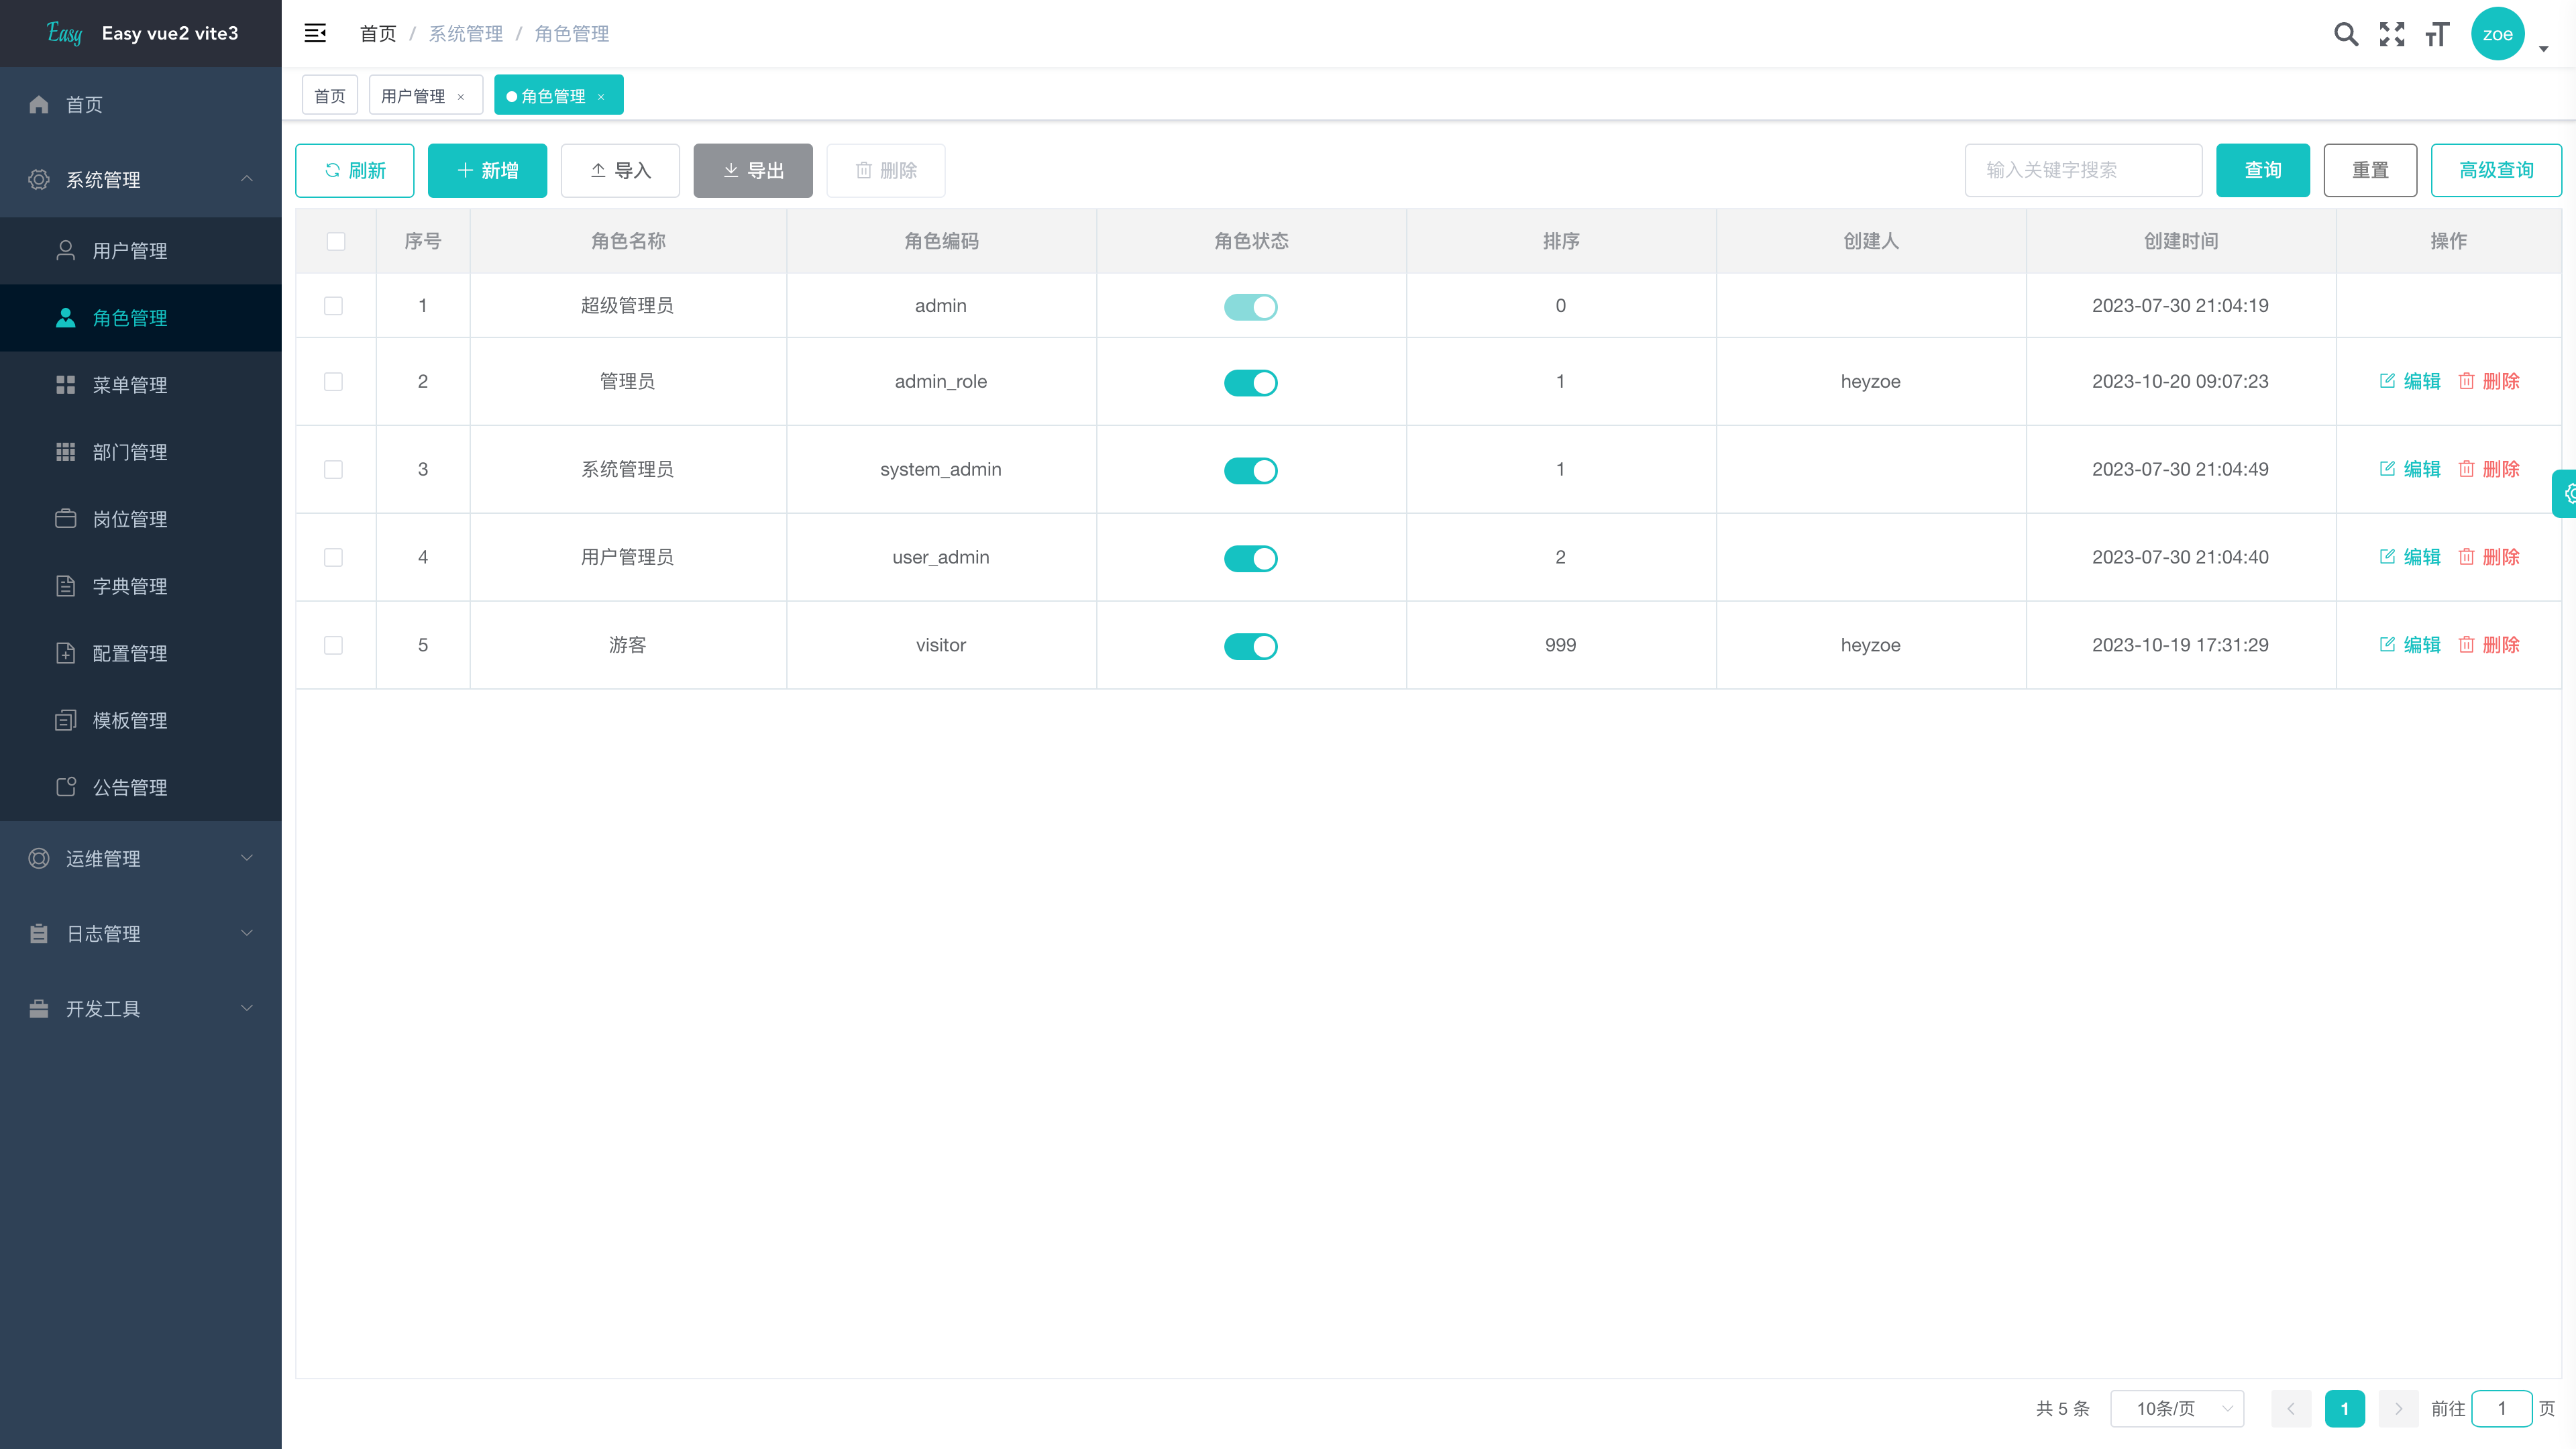 Easy Easy vue2 vite3
首页 / 系统管理 / 角色管理
zoe
首页
用户管理 ×
角色管理 ×
首页
系统管理
用户管理
角色管理
菜单管理
部门管理
岗位管理
字典管理
配置管理
模板管理
公告管理
运维管理
日志管理
开发工具
刷新 新增 导入 导出 删除
输入关键字搜索 查询 重置 高级查询
序号 角色名称 角色编码 角色状态 排序 创建人 创建时间 操作
1 超级管理员 admin 0 2023-07-30 21:04:19
2 管理员 admin_role 1 heyzoe 2023-10-20 09:07:23 编辑 删除
3 系统管理员 system_admin 1 2023-07-30 21:04:49 编辑 删除
4 用户管理员 user_admin 2 2023-07-30 21:04:40 编辑 删除
5 游客 visitor 999 heyzoe 2023-10-19 17:31:29 编辑 删除
共 5 条 10条/页 1 前往 1 页